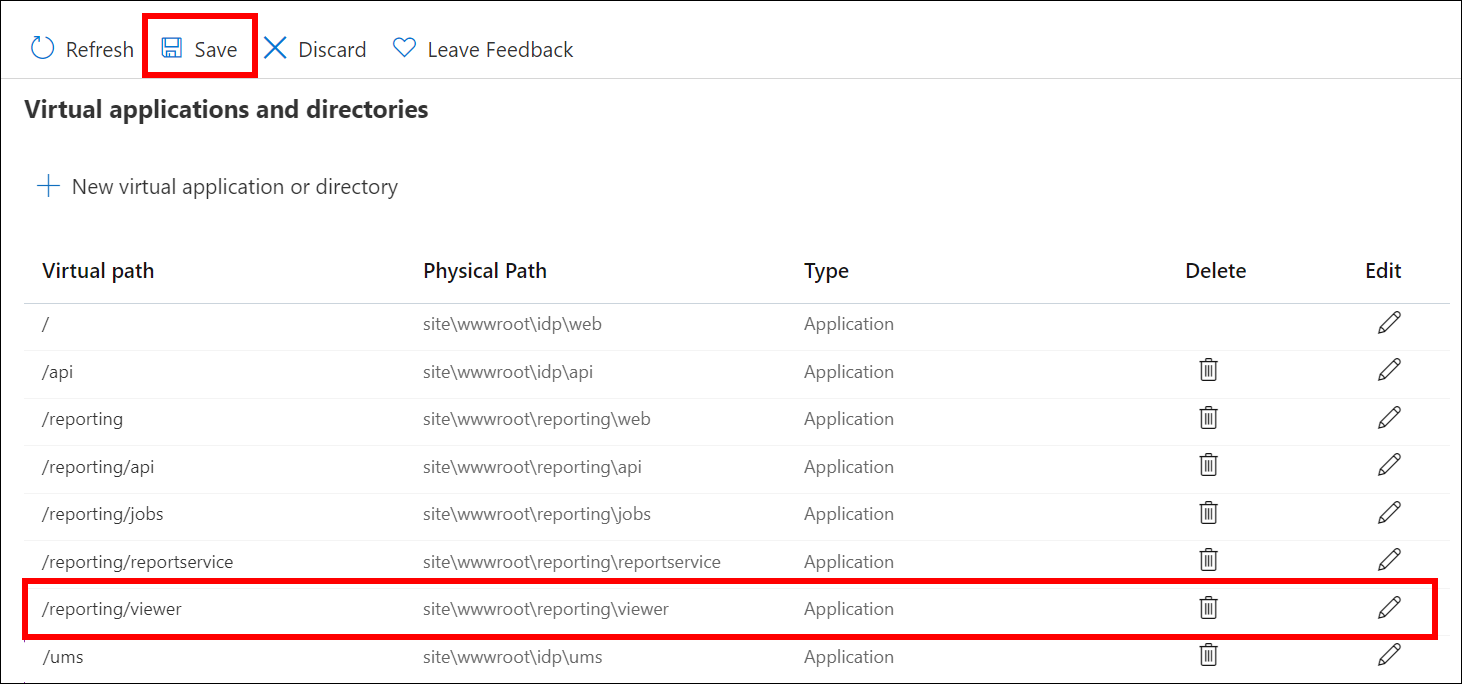 Refresh Save Discard Leave Feedback
Virtual applications and directories
New virtual application or directory
Virtual path Physical Path Type Delete Edit
/ site\wwwroot\idp\web Application
/api site\wwwroot\idp\api Application
/reporting site\wwwroot\reporting\web Application
/reporting/api site\wwwroot\reporting\api Application
/reporting/jobs site\wwwroot\reporting\jobs Application
/reporting/reportservice site\wwwroot\reporting\reportservice Application
/reporting/viewer site\wwwroot\reporting\viewer Application
/ums site\wwwroot\idp\ums Application